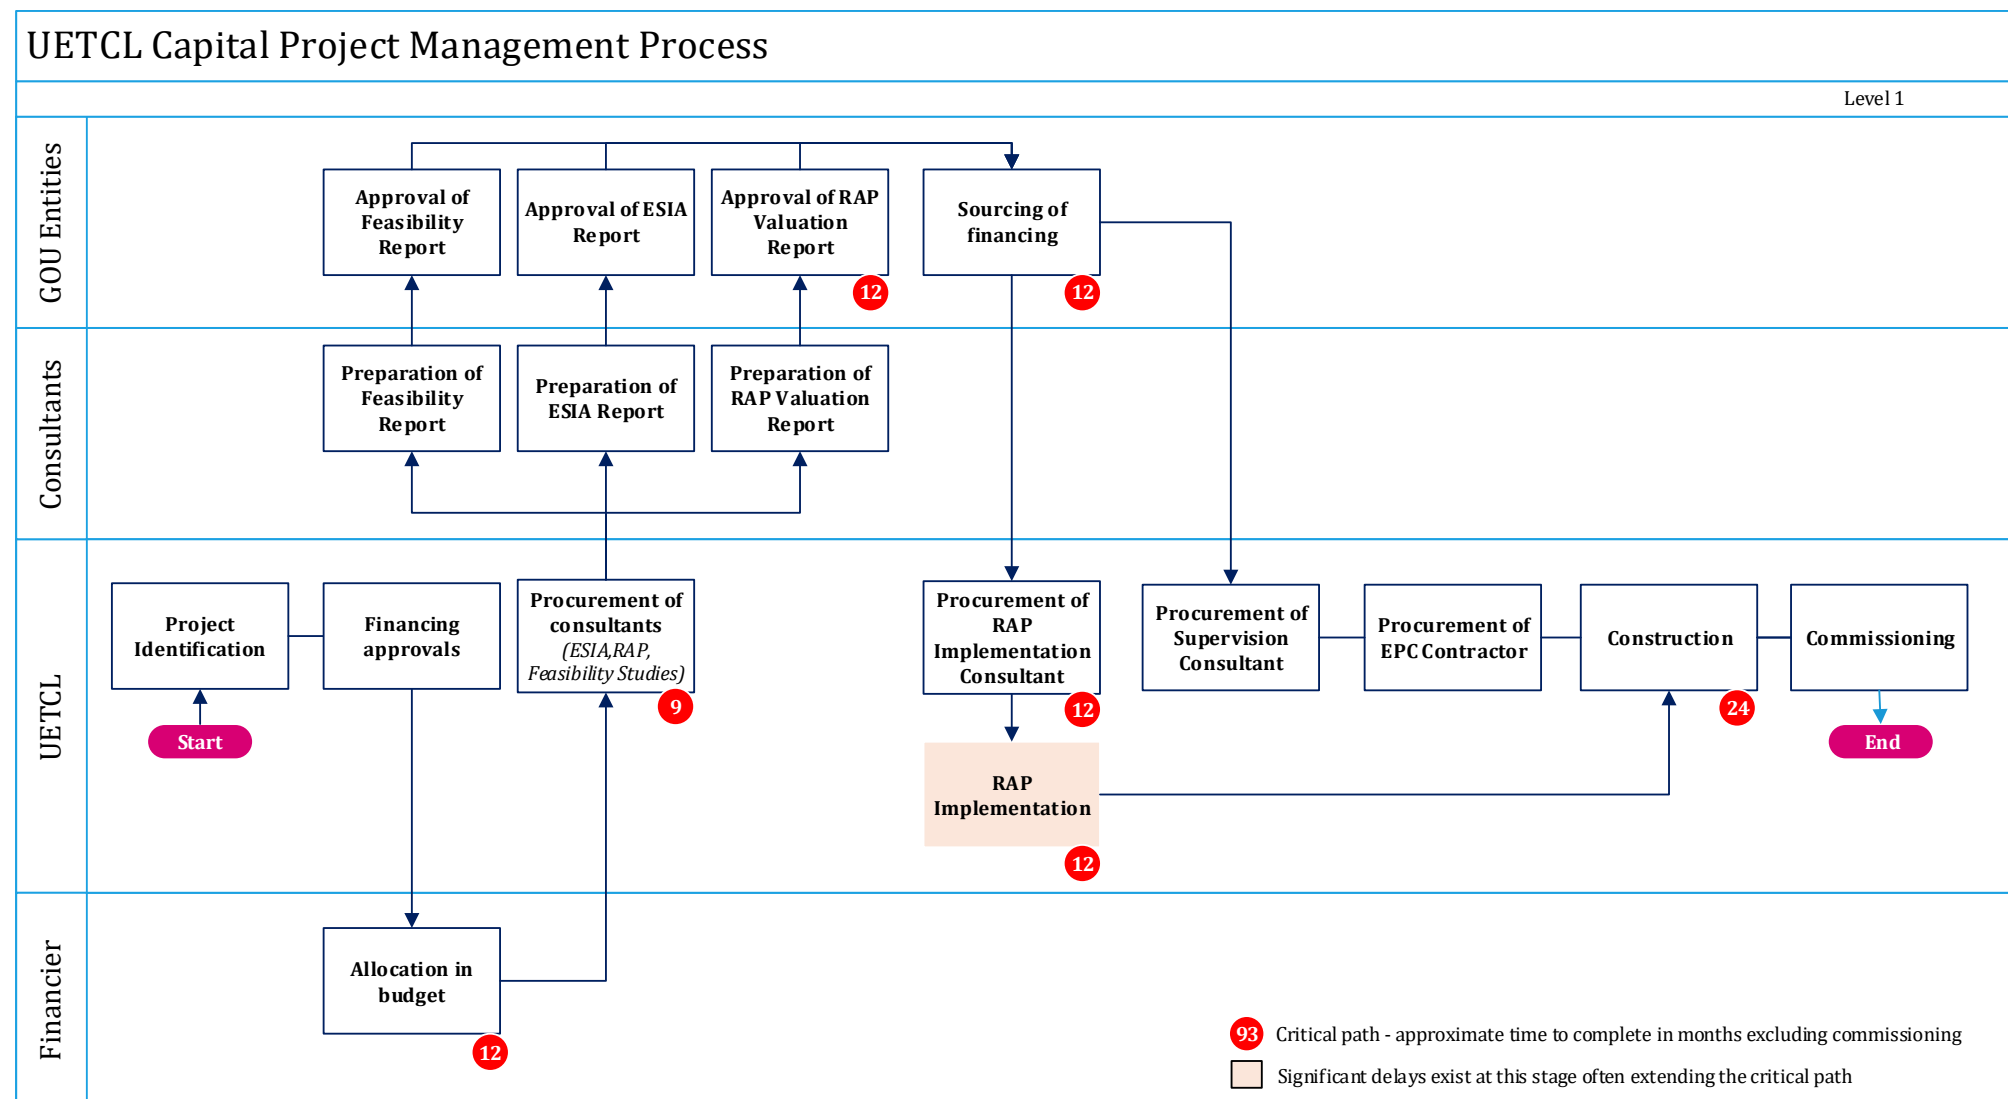 UETCL Capital Project Management Process
Level 1
GOU Entities
Approval of
Feasibility
Report
Approval of ESIA
Report
Approval of RAP
Valuation
Report
12
Sourcing of
financing
12
Consultants
Preparation of
Feasibility
Report
Preparation of
ESIA Report
Preparation of
RAP Valuation
Report
UETCL
Project
Identification
Start
Financing
approvals
Procurement of
consultants
(ESIA,RAP,
Feasibility Studies)
9
Procurement of
RAP
Implementation
Consultant
12
RAP
Implementation
12
Procurement of
Supervision
Consultant
Procurement of
EPC Contractor
Construction
24
Commissioning
End
Financier
Allocation in
budget
12
93 Critical path - approximate time to complete in months excluding commissioning
Significant delays exist at this stage often extending the critical path